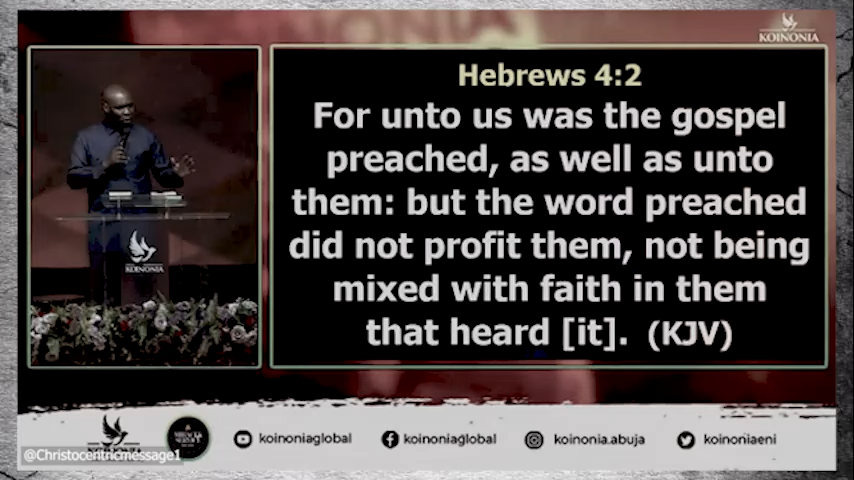 KOINONIA
KOINONIA
Hebrews 4:2
For unto us was the gospel
preached, as well as unto
them: but the word preached
did not profit them, not being
mixed with faith in them
that heard [it]. (KJV)
KOINONIA
koinoniaglobal
koinoniaglobal
koinonia.abuja
koinoniaeni
@Christocentricmessage1